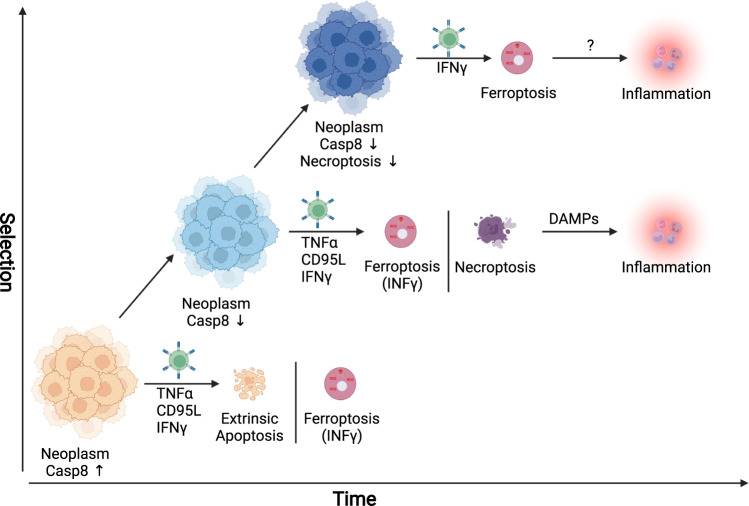 IFNγ
?
Ferroptosis
Inflammation
Neoplasm
Casp8 ↓
Necroptosis ↓
Selection
TNFα
CD95L
IFNγ
Ferroptosis
(INFγ)
Necroptosis
DAMPs
Inflammation
Neoplasm
Casp8 ↓
TNFα
CD95L
IFNγ
Extrinsic
Apoptosis
Ferroptosis
(INFγ)
Neoplasm
Casp8 ↑
Time